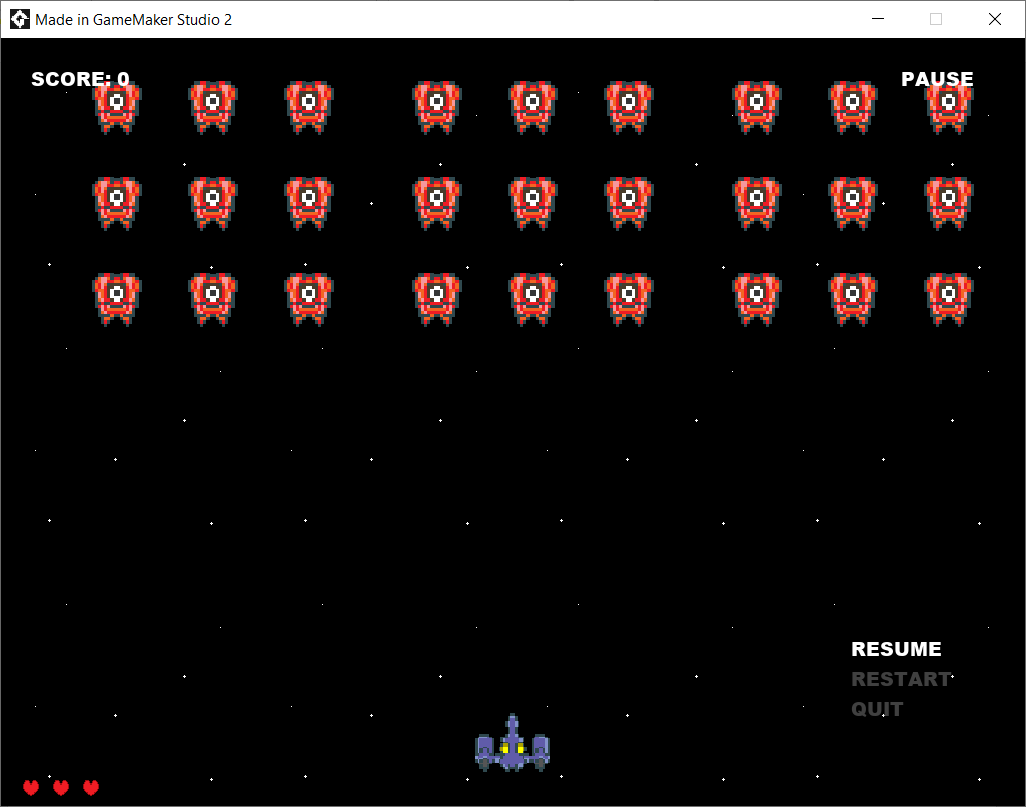 Made in GameMaker Studio 2
SCORE: 0
PAUSE
RESUME
RESTART
QUIT